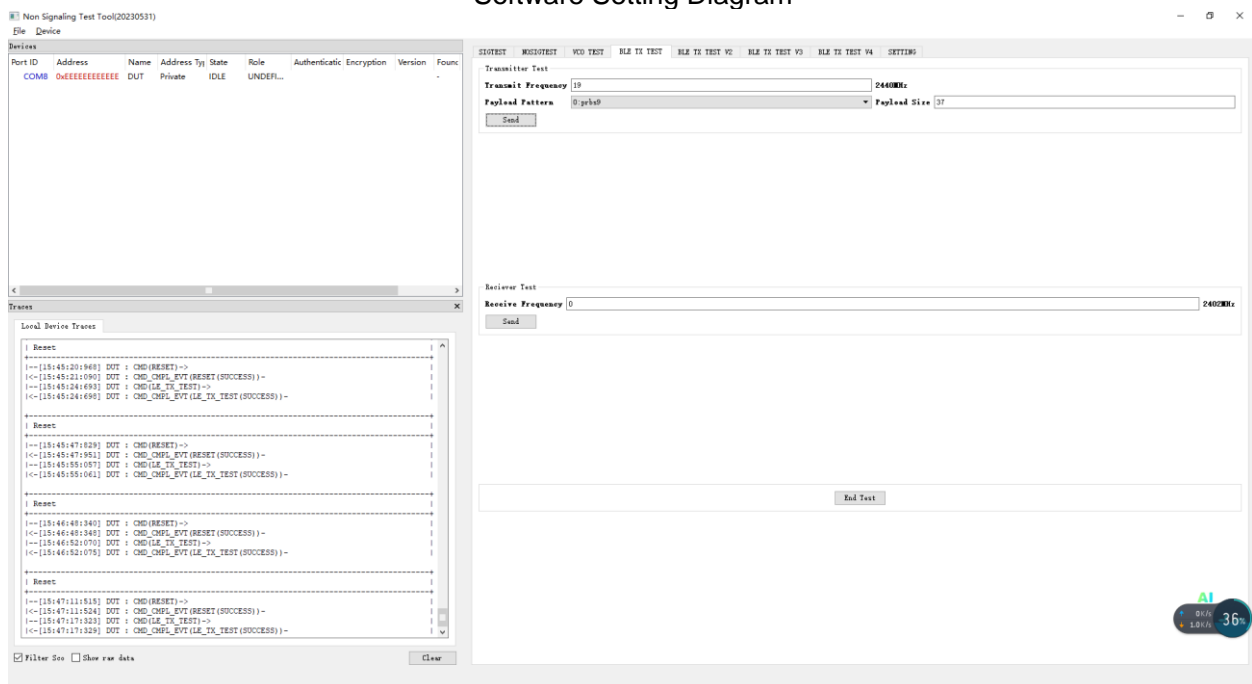 Software Setting Diagram
Non Signaling Test Tool(20230531)
File Device
Devices
Port ID Address Name Address Ty State Role Authenticatic Encryption Version Founc
COM8 0xEEEEEEEEEEEE DUT Private IDLE UNDEFI... -
SIGTEST NOSIGTEST VCO TEST BLE TX TEST BLE TX TEST V2 BLE TX TEST V3 BLE TX TEST V4 SETTING
Transmitter Test
Transmit Frequency 19 2440MHz
Payload Pattern 0:prbs9 Payload Size 37
Send
Reciever Test
Receive Frequency 0 2402MHz
Send
End Test
Traces
Local Device Traces
| Reset |
|--[15:45:20:968] DUT : CMD(RESET)-> |
|<-[15:45:21:090] DUT : CMD_CMPL_EVT(RESET(SUCCESS))- |
|--[15:45:24:693] DUT : CMD(LE_TX_TEST)-> |
|<-[15:45:24:698] DUT : CMD_CMPL_EVT(LE_TX_TEST(SUCCESS))- |
| Reset |
|--[15:45:47:829] DUT : CMD(RESET)-> |
|<-[15:45:47:951] DUT : CMD_CMPL_EVT(RESET(SUCCESS))- |
|--[15:45:55:057] DUT : CMD(LE_TX_TEST)-> |
|<-[15:45:55:061] DUT : CMD_CMPL_EVT(LE_TX_TEST(SUCCESS))- |
| Reset |
|--[15:46:48:340] DUT : CMD(RESET)-> |
|<-[15:46:48:348] DUT : CMD_CMPL_EVT(RESET(SUCCESS))- |
|--[15:46:52:070] DUT : CMD(LE_TX_TEST)-> |
|<-[15:46:52:075] DUT : CMD_CMPL_EVT(LE_TX_TEST(SUCCESS))- |
| Reset |
|--[15:47:11:515] DUT : CMD(RESET)-> |
|<-[15:47:11:524] DUT : CMD_CMPL_EVT(RESET(SUCCESS))- |
|--[15:47:17:323] DUT : CMD(LE_TX_TEST)-> |
|<-[15:47:17:329] DUT : CMD_CMPL_EVT(LE_TX_TEST(SUCCESS))- |
Filter Sco Show raw data Clear
AI
0K/s
1.0K/s
36%